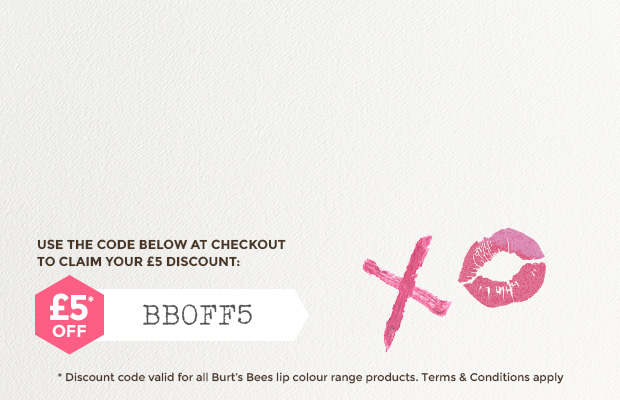 USE THE CODE BELOW AT CHECKOUT
TO CLAIM YOUR £5 DISCOUNT:
£5*
OFF
BBOFF5
* Discount code valid for all Burt's Bees lip colour range products. Terms & Conditions apply